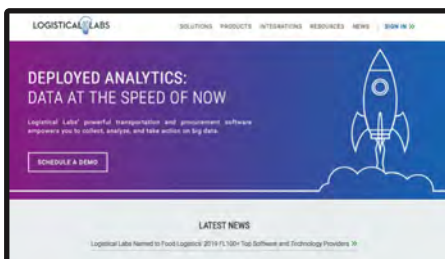 LOGISTICAL LABS
SOLUTIONS PRODUCTS INTEGRATIONS RESOURCES NEWS SIGN IN »
DEPLOYED ANALYTICS:
DATA AT THE SPEED OF NOW
Logistical Labs' powerful transportation and procurement software
empowers you to collect, analyze, and take action on big data.
SCHEDULE A DEMO
LATEST NEWS
Logistical Labs Named to Food Logistics' 2019 FL100+ Top Software and Technology Providers »